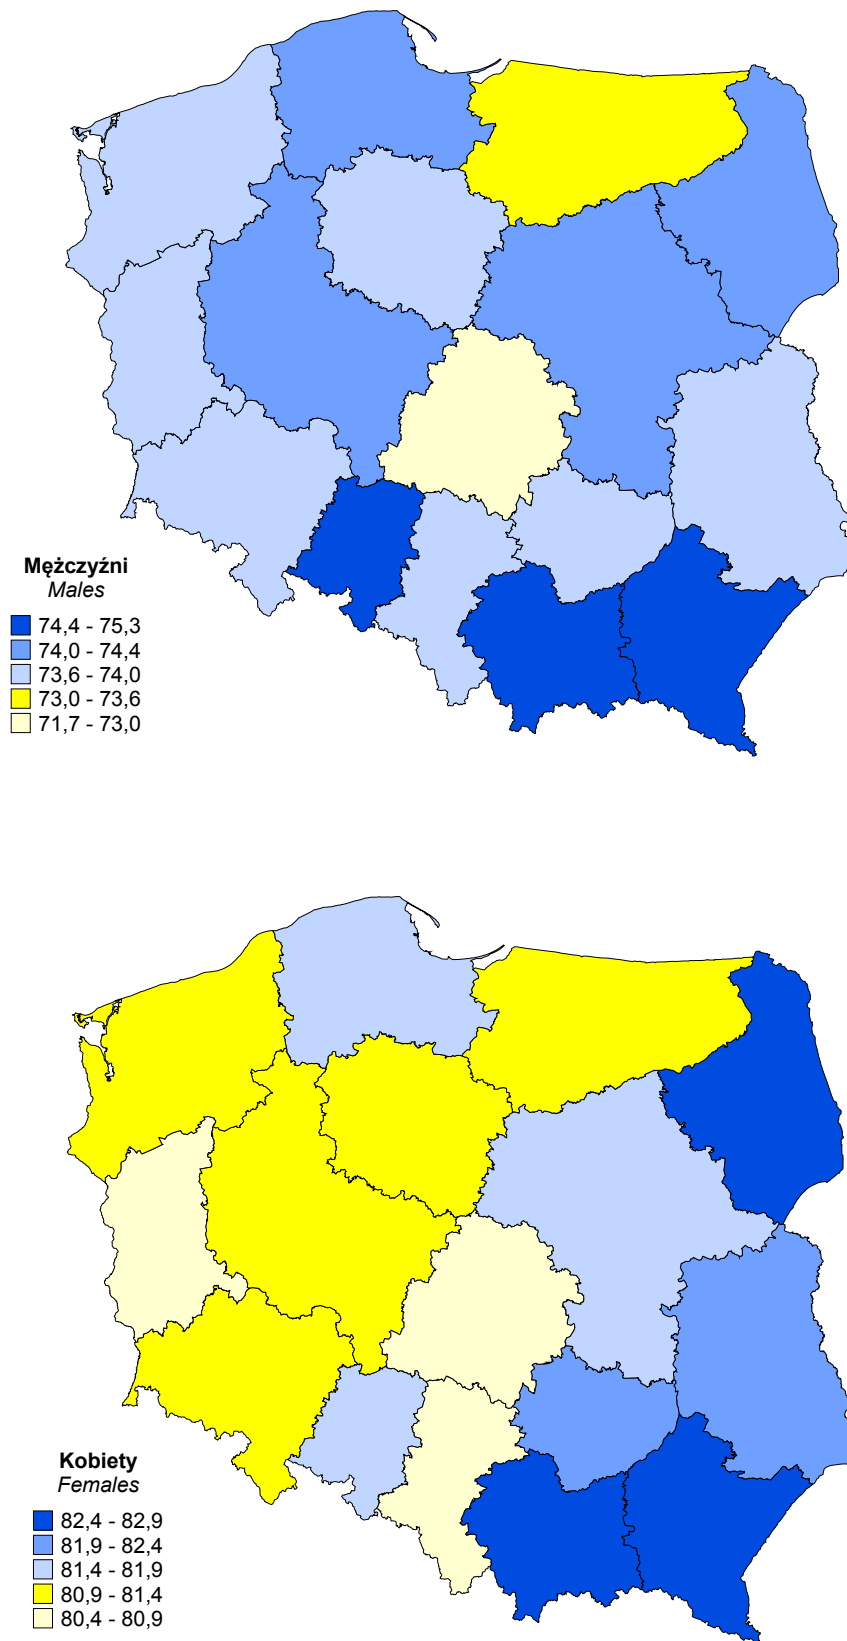 Mężczyźni
Males
74,4 - 75,3
74,0 - 74,4
73,6 - 74,0
73,0 - 73,6
71,7 - 73,0
Kobiety
Females
82,4 - 82,9
81,9 - 82,4
81,4 - 81,9
80,9 - 81,4
80,4 - 80,9